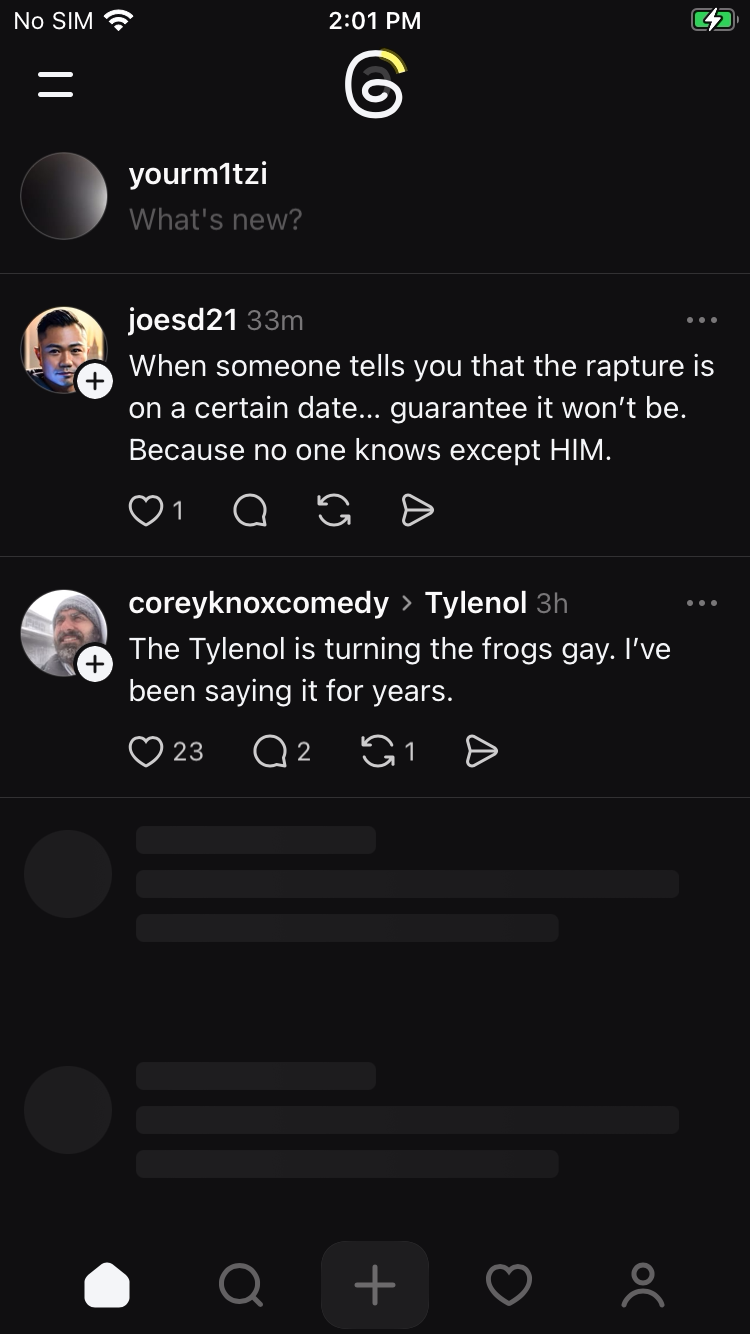 No SIM 2:01 PM
yourm1tzi
What's new?
joesd21 33m
When someone tells you that the rapture is
on a certain date... guarantee it won’t be.
Because no one knows except HIM.
1
coreyknoxcomedy > Tylenol 3h
The Tylenol is turning the frogs gay. I’ve
been saying it for years.
23 2 1